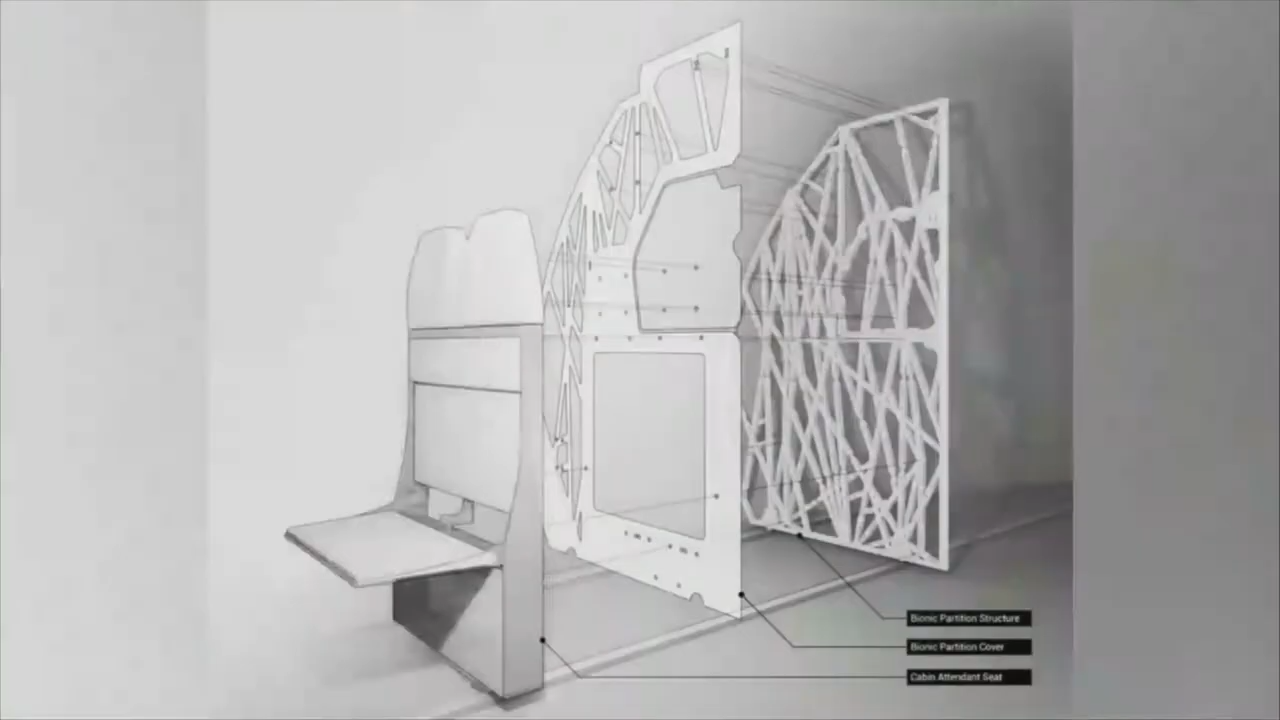 Bionic Partition Structure
Bionic Partition Cover
Cabin Attendant Seat